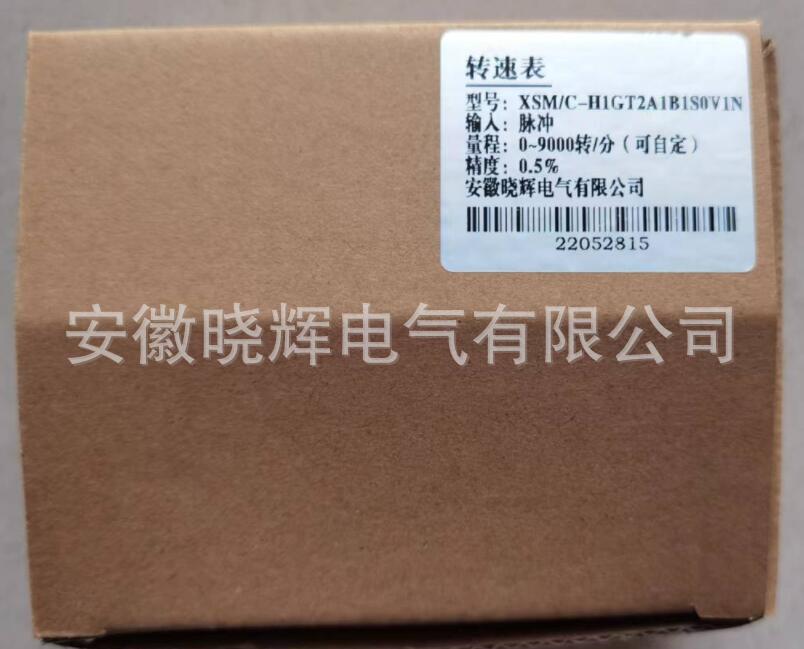 转速表
型号：XSM/C-H1GT2A1B1S0V1N
输入：脉冲
量程：0~9000转/分（可自定）
精度：0.5%
安徽晓辉电气有限公司
22052815
安徽晓辉电气有限公司